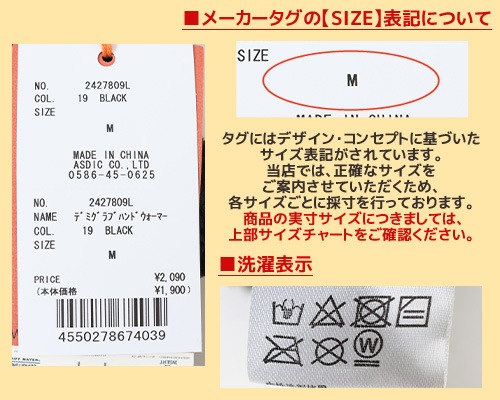 ■メーカータグの【SIZE】表記について
NO. 2427809L
COL. 19 BLACK
SIZE
M
MADE IN CHINA
ASDIC CO.,LTD
0586-45-0625
NO. 2427809L
NAME デミグラブハンドウォーマー
COL. 19 BLACK
SIZE
M
PRICE ¥2,090
(本体価格 ¥1,900)
4550278674039
SIZE
M
MADE IN CHINA
タグにはデザイン・コンセプトに基づいた
サイズ表記がされています。
当店では、正確なサイズを
ご案内させていただくため、
各サイズごとに採寸を行っております。
商品の実寸サイズにつきましては、
上部サイズチャートをご確認ください。
■洗濯表示
W